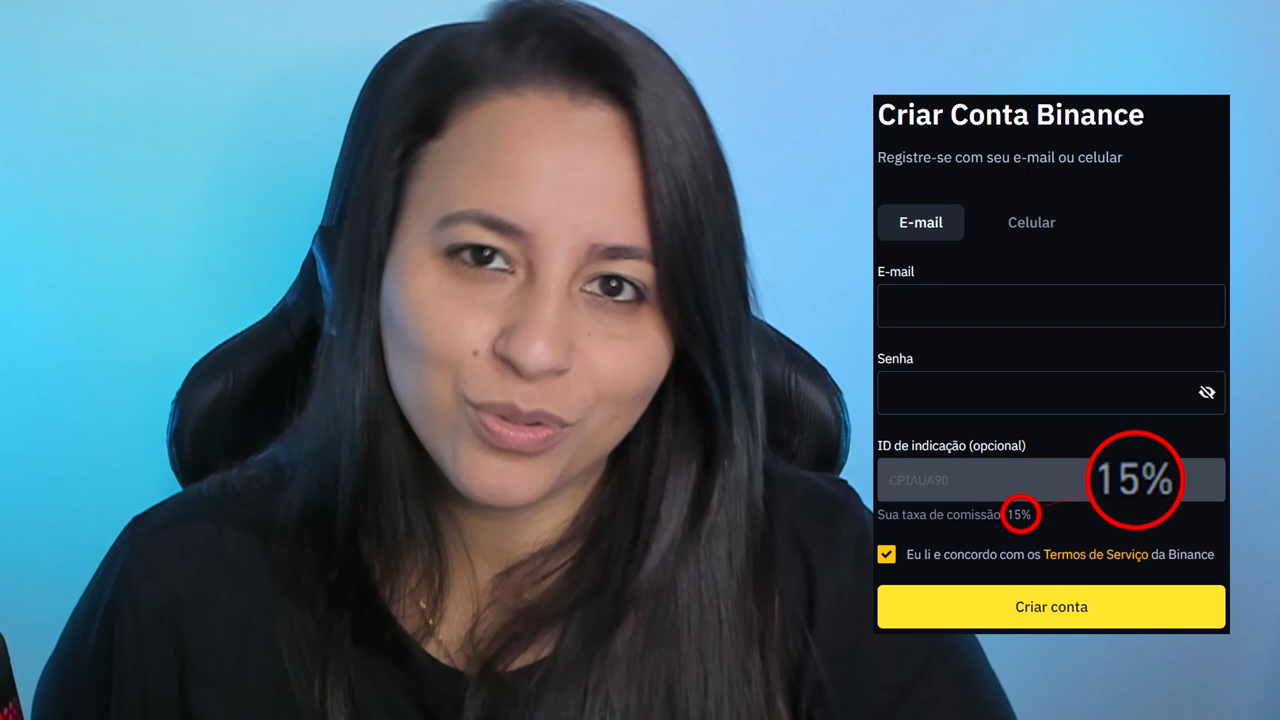 Criar Conta Binance
Registre-se com seu e-mail ou celular
E-mail Celular
E-mail
Senha
ID de indicação (opcional)
CPIAUA90
15%
Sua taxa de comissão 15%
Eu li e concordo com os Termos de Serviço da Binance
Criar conta